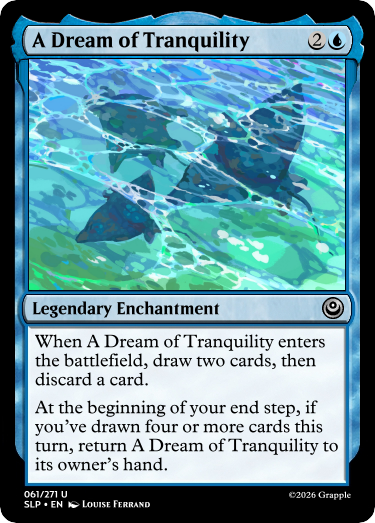 A Dream of Tranquility 2
Legendary Enchantment
When A Dream of Tranquility enters
the battlefield, draw two cards, then
discard a card.
At the beginning of your end step, if
you've drawn four or more cards this
turn, return A Dream of Tranquility to
its owner's hand.
061/271 U
SLP • EN Louise Ferrand
©2026 Grapple